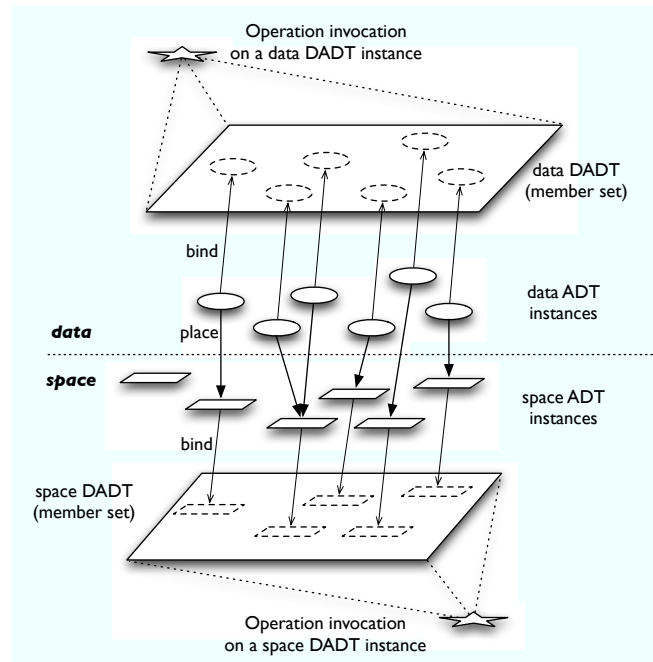 Operation invocation
on a data DADT instance
data DADT
(member set)
bind
data ADT
instances
place
data
space
space ADT
instances
bind
space DADT
(member set)
Operation invocation
on a space DADT instance